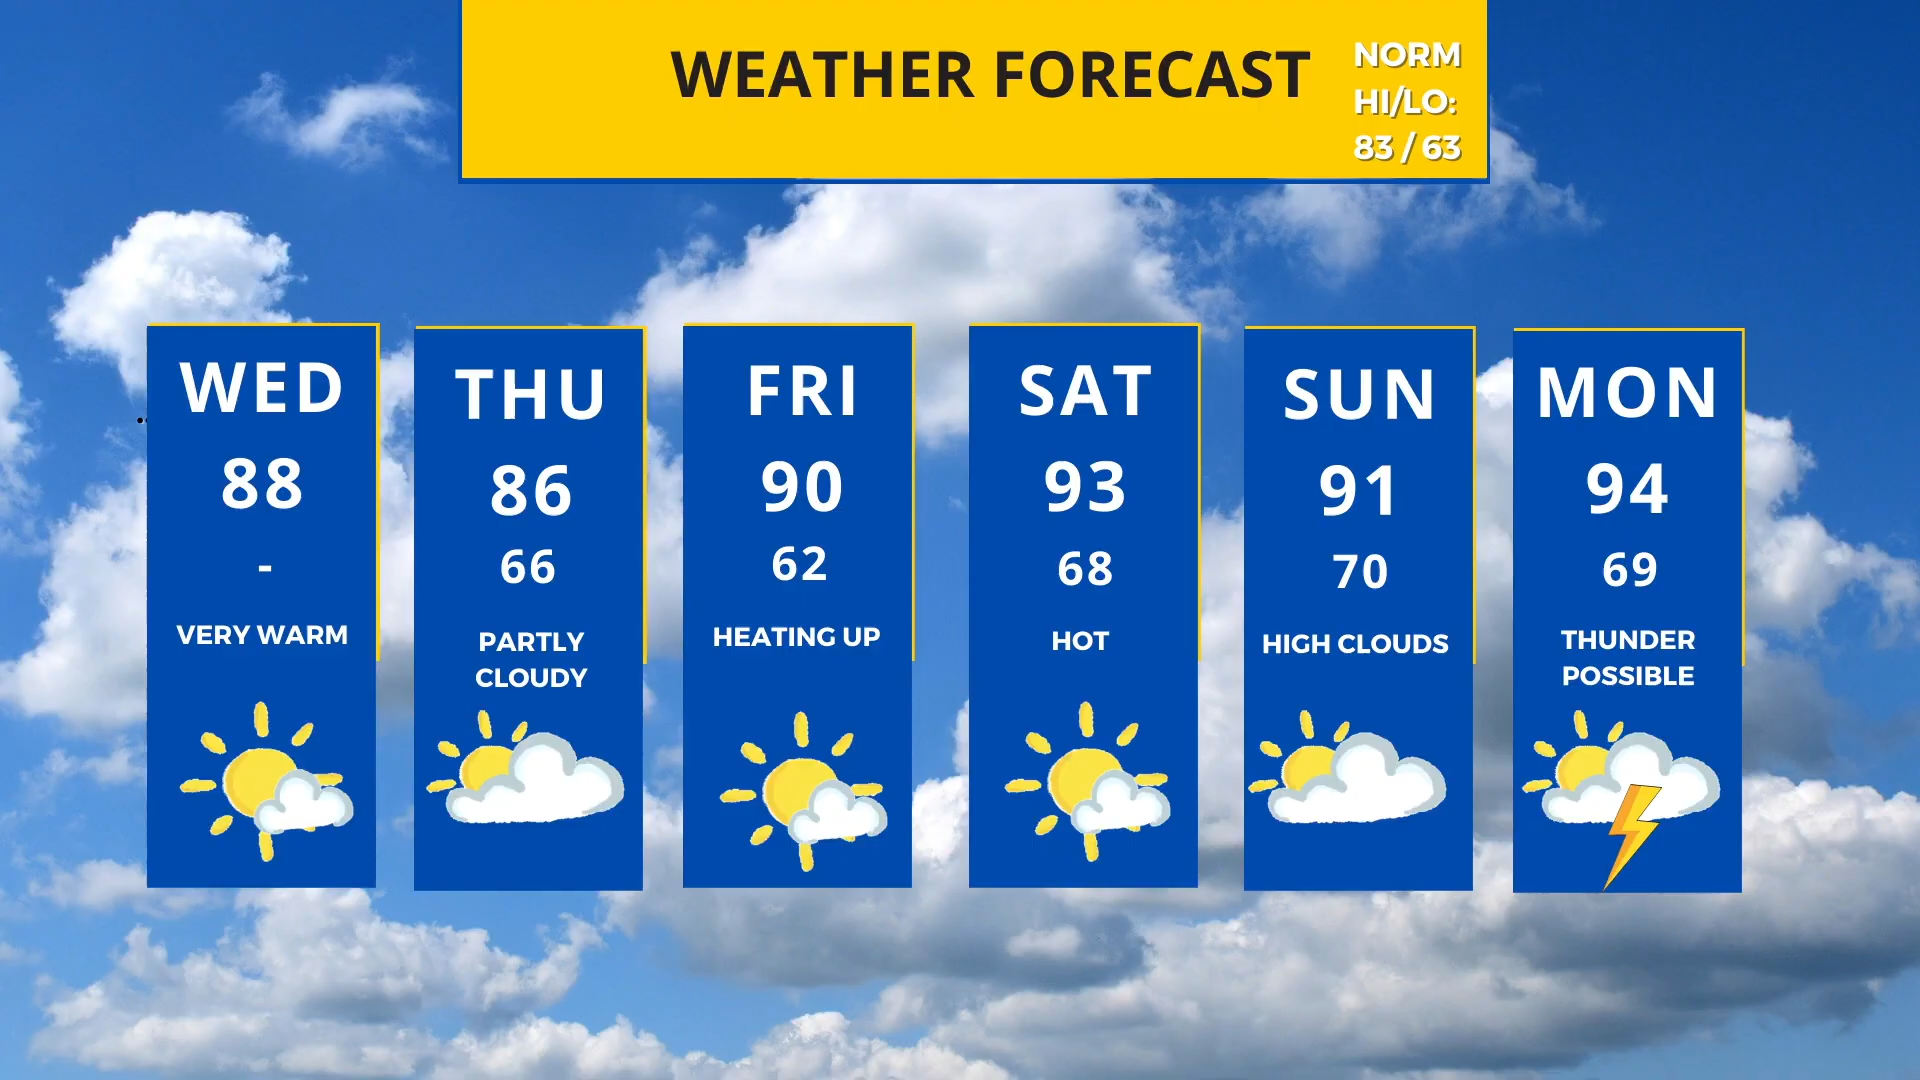 WEATHER FORECAST
NORM
HI/LO:
83 / 63
WED
88
-
VERY WARM
THU
86
66
PARTLY
CLOUDY
FRI
90
62
HEATING UP
SAT
93
68
HOT
SUN
91
70
HIGH CLOUDS
MON
94
69
THUNDER
POSSIBLE